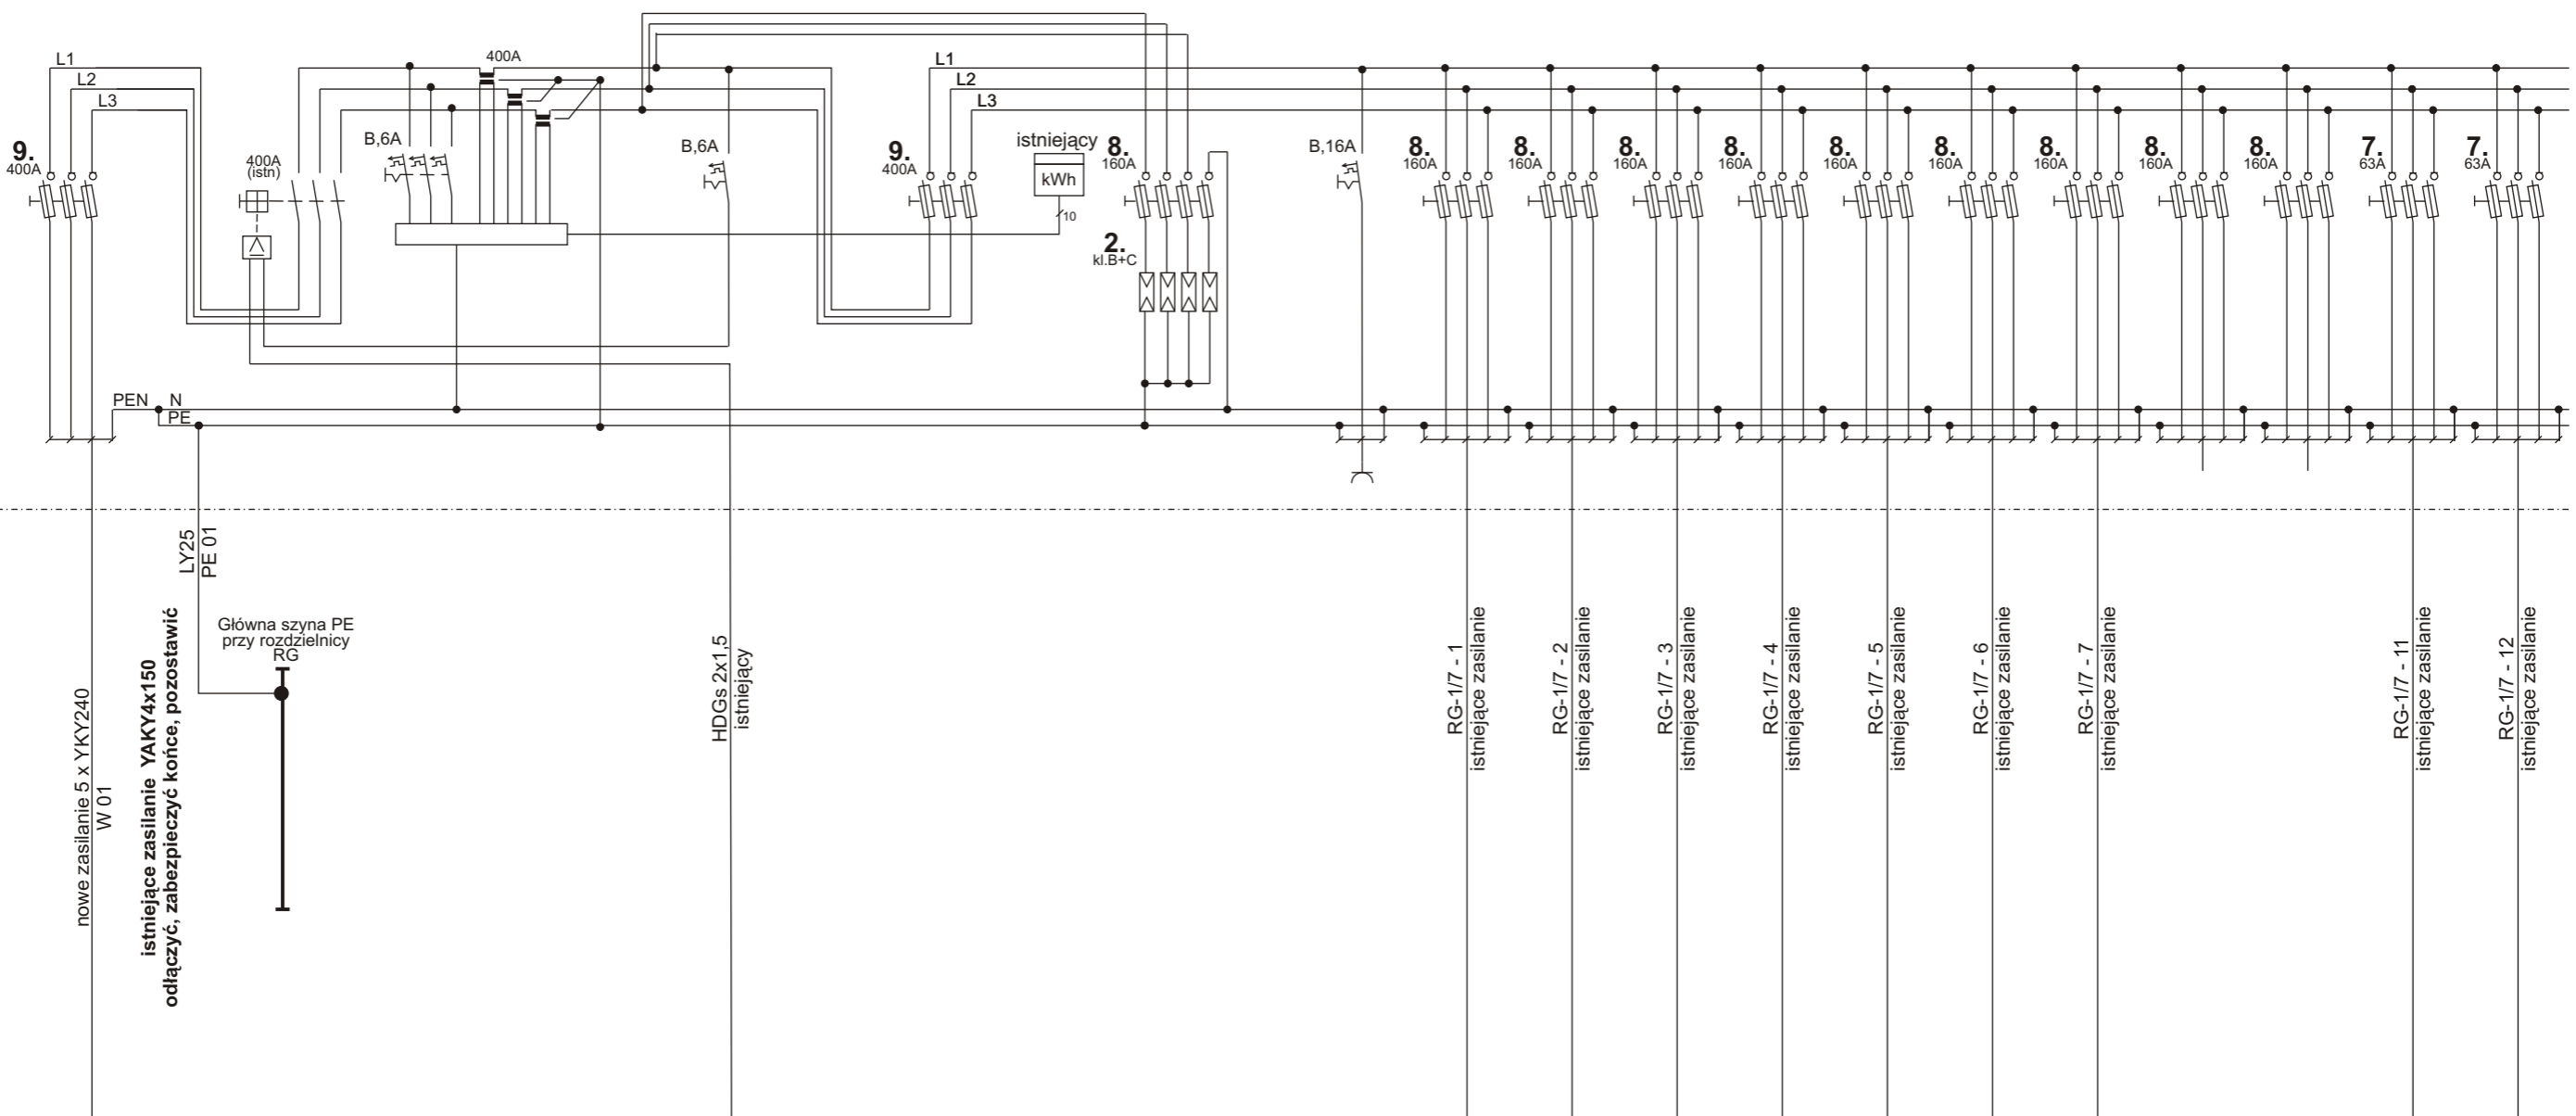 400A
L1
L2
L3
L1
L2
L3
9.
400A
400A
(istn)
B,6A
B,6A
9.
400A
istniejący
kWh
10
8.
160A
2.
kl.B+C
B,16A
8.
160A
8.
160A
8.
160A
8.
160A
8.
160A
8.
160A
8.
160A
8.
160A
8.
160A
7.
63A
7.
63A
PEN
N
PE
LY25
PE 01
Główna szyna PE
przy rozdzielnicy
RG
nowe zasilanie 5 x YKY240
W 01
istniejące zasilanie YAKY4x150
odłączyć, zabezpieczyć końce, pozostawić
HDGs 2x1,5
istniejący
RG-1/7 - 1
istniejące zasilanie
RG-1/7 - 2
istniejące zasilanie
RG-1/7 - 3
istniejące zasilanie
RG-1/7 - 4
istniejące zasilanie
RG-1/7 - 5
istniejące zasilanie
RG-1/7 - 6
istniejące zasilanie
RG-1/7 - 7
istniejące zasilanie
RG-1/7 - 11
istniejące zasilanie
RG-1/7 - 12
istniejące zasilanie